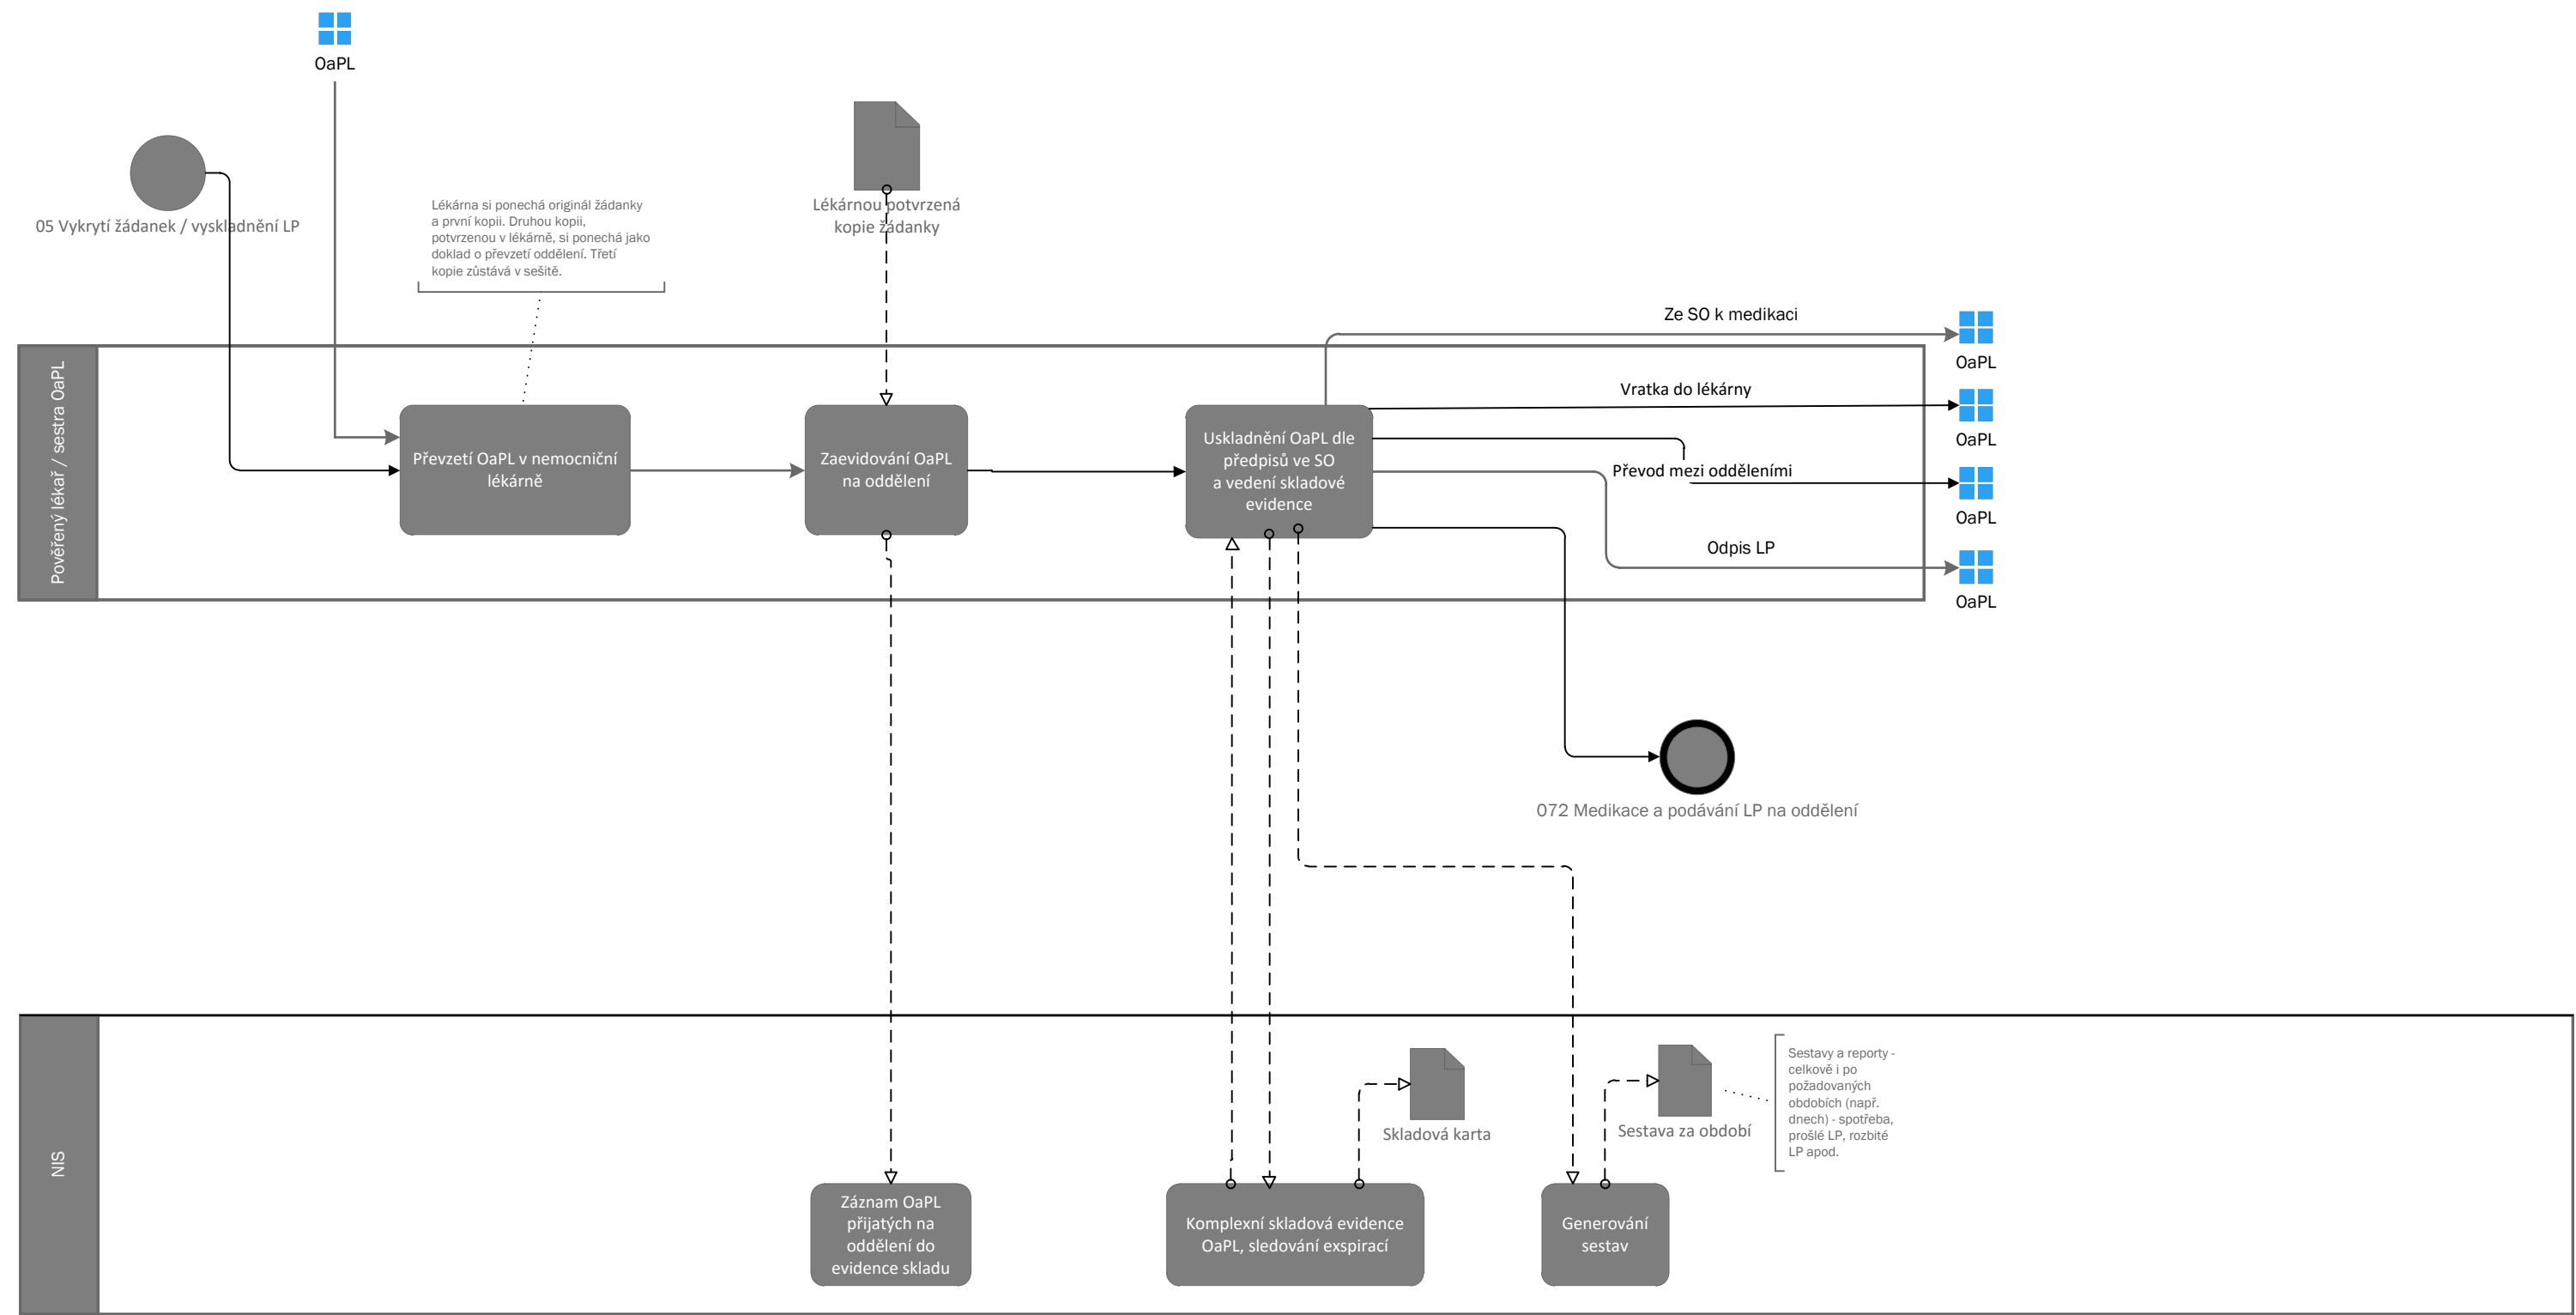 OaPL
05 Vykrytí žádanek / vyskladnění LP
Lékárna si ponechá originál žádanky
a první kopii. Druhou kopii,
potvrzenou v lékárně, si ponechá jako
doklad o převzetí oddělení. Třetí
kopie zůstává v sešitě.
Lékárnou potvrzená
kopie žádanky
Pověřený lékař / sestra OaPL
Převzetí OaPL v nemocniční
lékárně
Zaevidování OaPL
na oddělení
Uskladnění OaPL dle
předpisů ve SO
a vedení skladové
evidence
Ze SO k medikaci
OaPL
Vratka do lékárny
OaPL
Převod mezi odděleními
OaPL
Odpis LP
OaPL
072 Medikace a podávání LP na oddělení
NIS
Záznam OaPL
přijatých na
oddělení do
evidence skladu
Komplexní skladová evidence
OaPL, sledování exspirací
Skladová karta
Generování
sestav
Sestava za období
Sestavy a reporty -
celkově i po
požadovaných
obdobích (např.
dnech) - spotřeba,
prošlé LP, rozbité
LP apod.